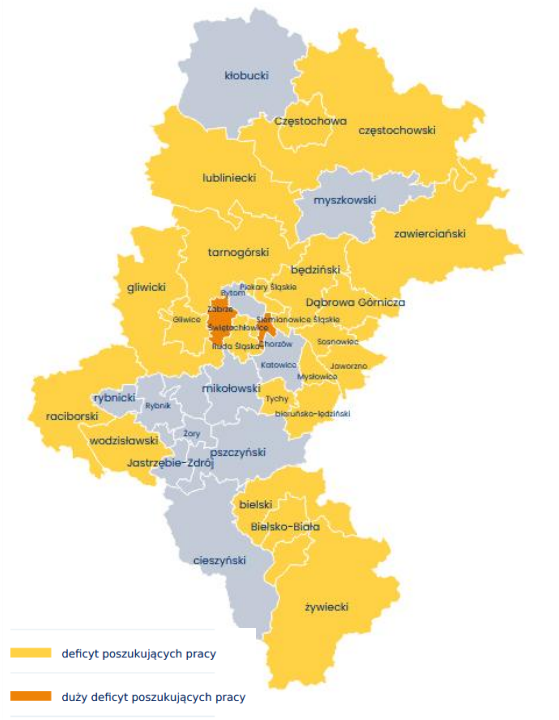 kłobucki
Częstochowa
częstochowski
lubliniecki
myszkowski
zawierciański
tarnogórski
będziński
gliwicki
Piekary Śląskie
Bytom
Dąbrowa Górnicza
Zabrze
Gliwice
Siemianowice Śląskie
Świętochłowice
Sosnowiec
Chorzów
Ruda Śląska
Katowice
Jaworzno
Mysłowice
mikołowski
rybnicki
Tychy
Rybnik
bieruńsko-lędziński
raciborski
Żory
wodzisławski
pszczyński
Jastrzębie-Zdrój
bielski
Bielsko-Biała
cieszyński
żywiecki
deficyt poszukujących pracy
duży deficyt poszukujących pracy